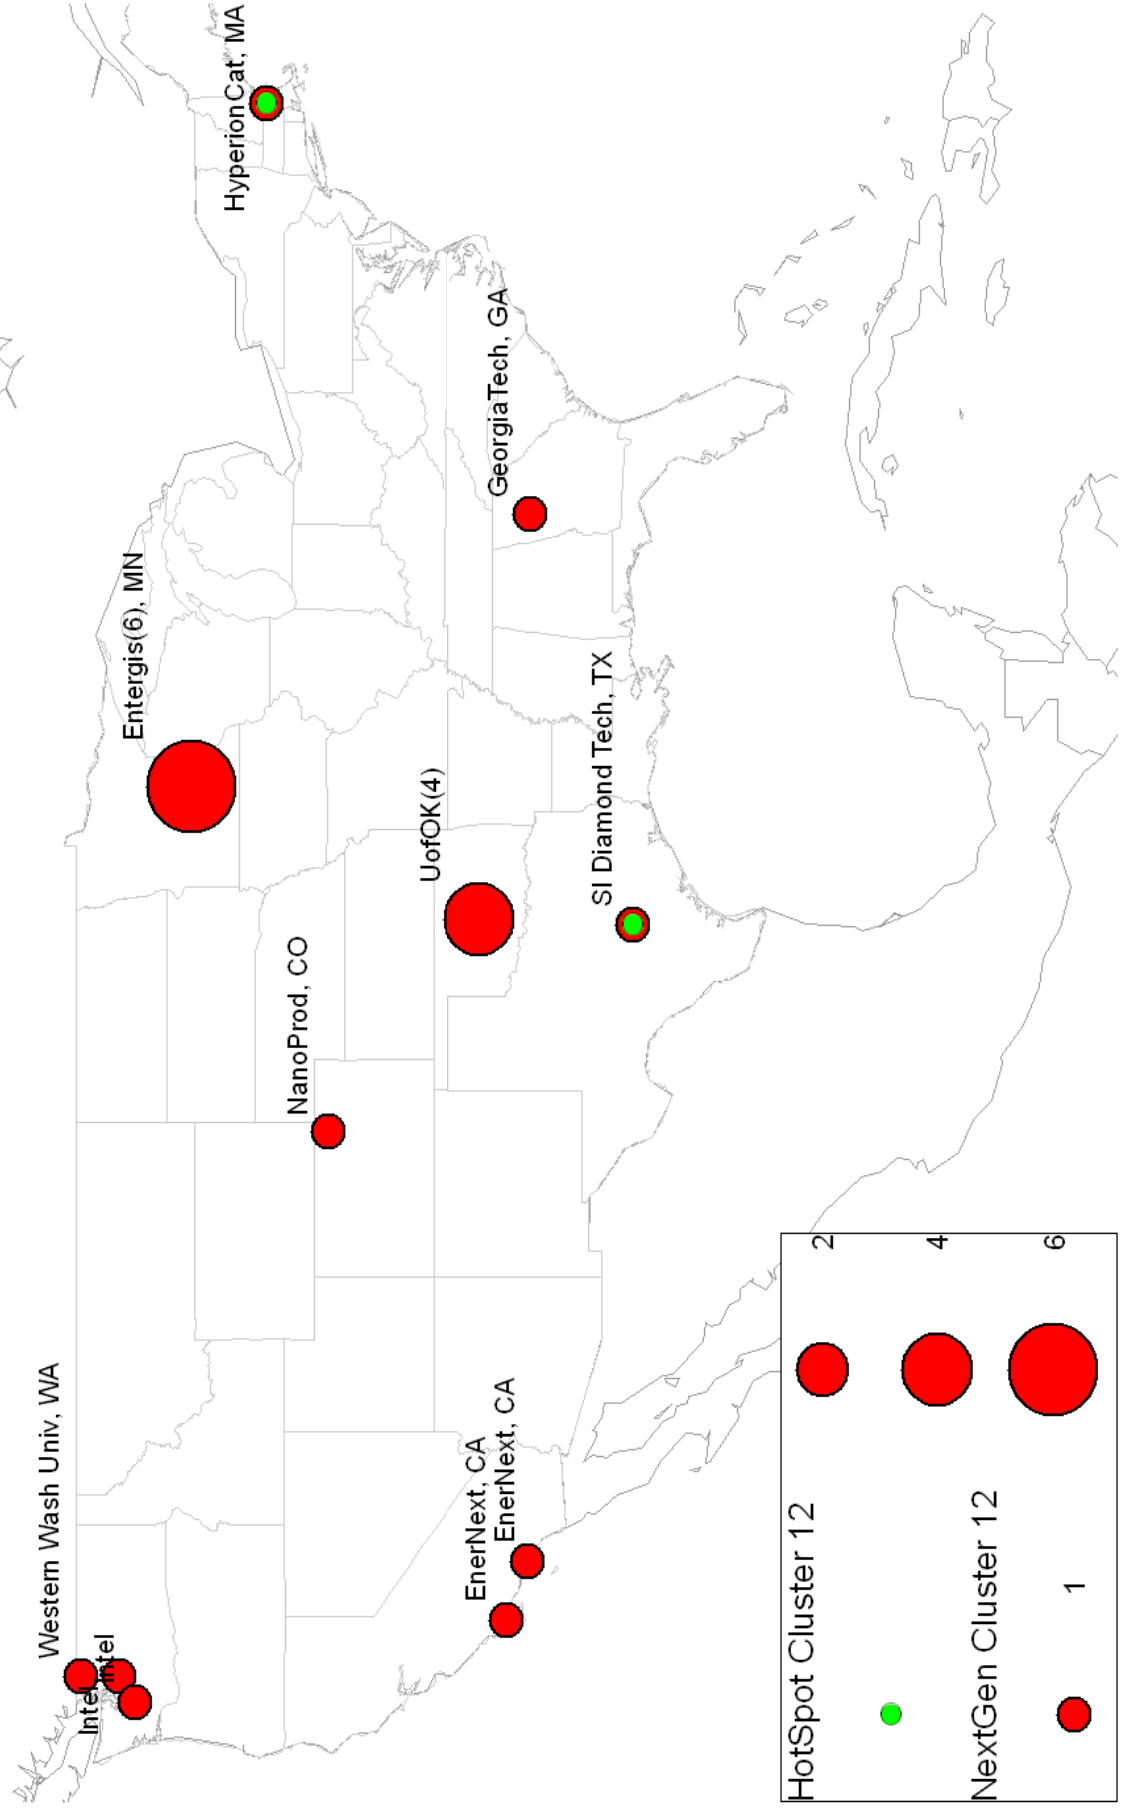 Western Wash Univ, WA
Intel
Intel
Entergis(6), MN
HyperionCat, MA
NanoProd, CO
UofOK(4)
GeorgiaTech, GA
EnerNext, CA
EnerNext, CA
SI Diamond Tech, TX
HotSpot Cluster 12
NextGen Cluster 12
1
2
4
6